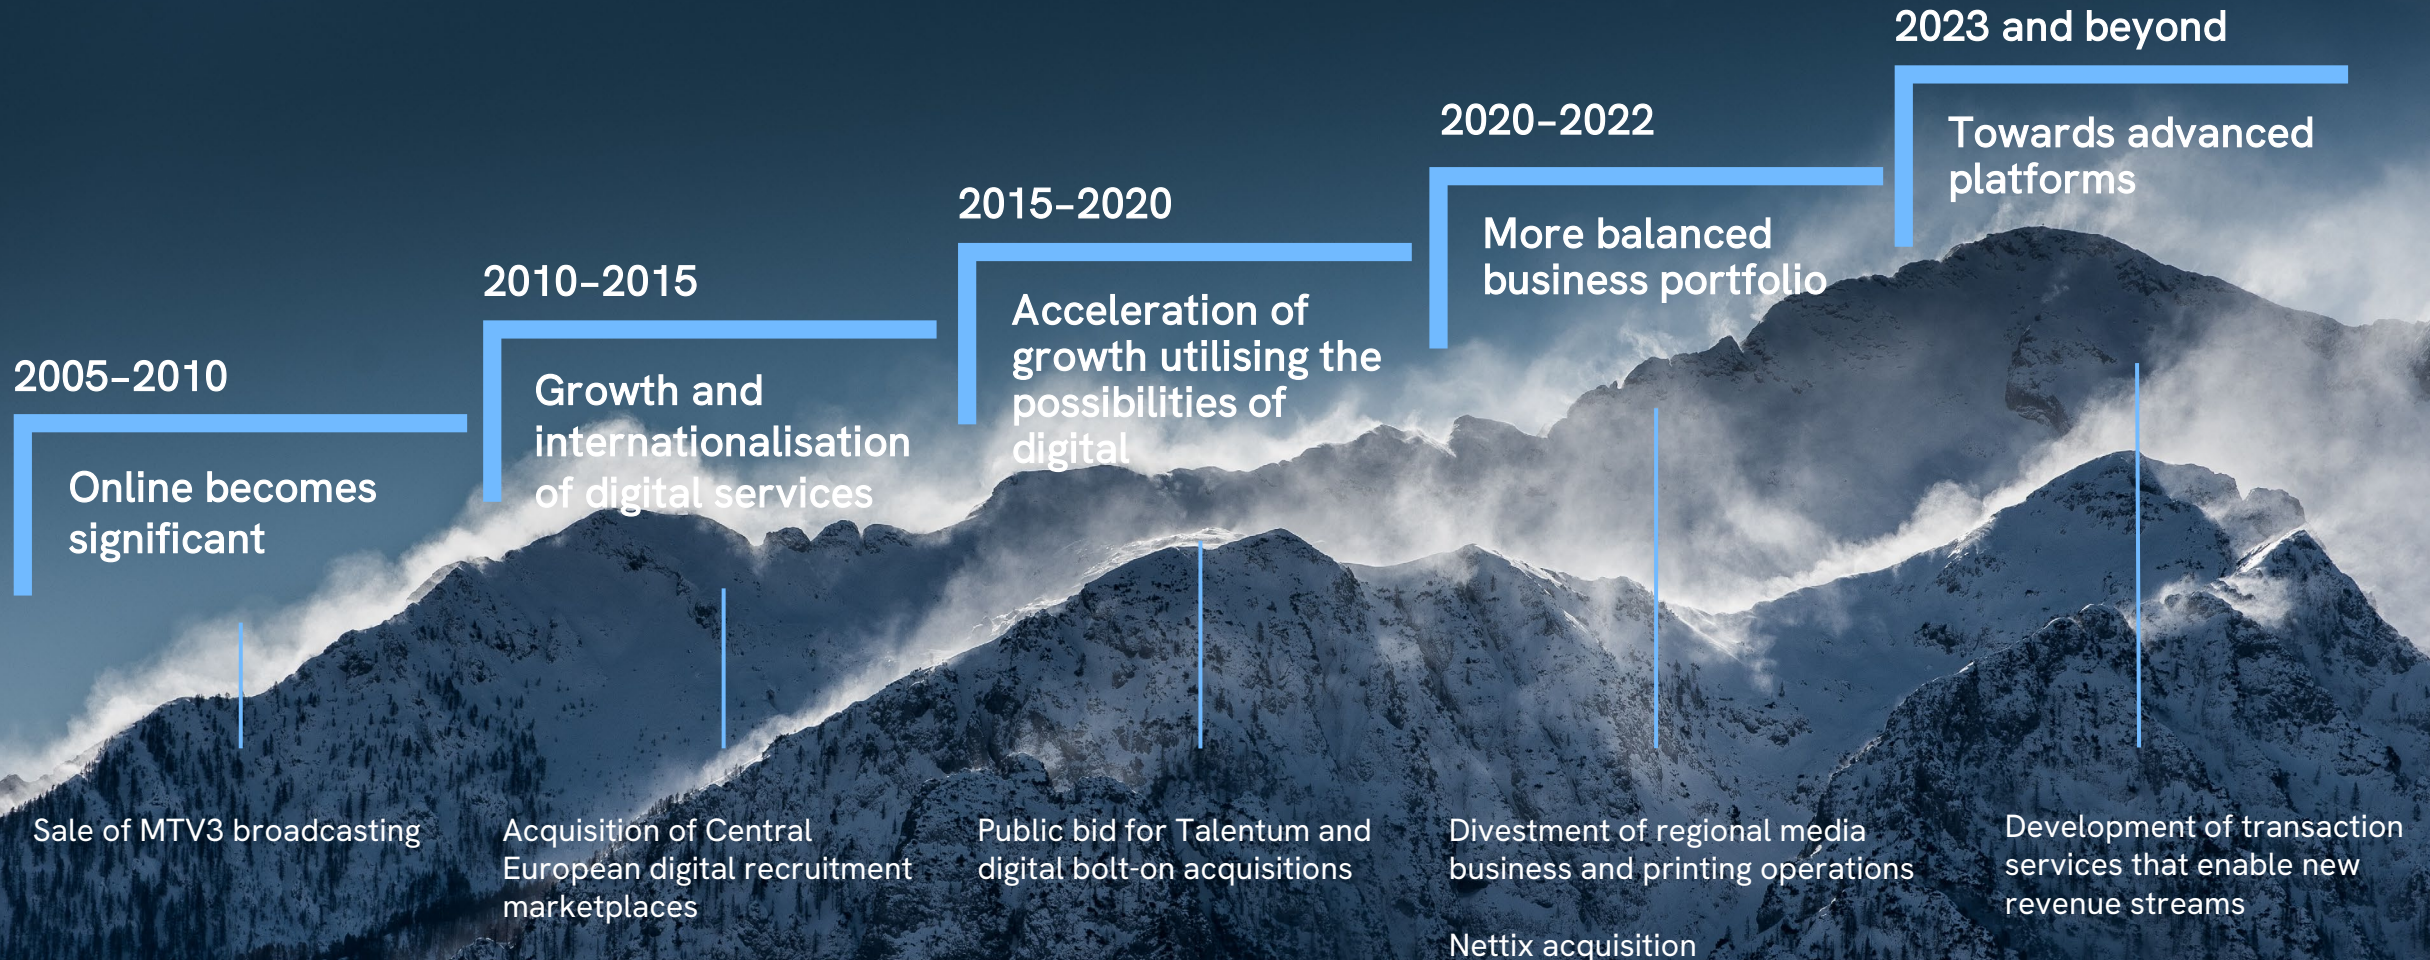 2005–2010
Online becomes
significant
Sale of MTV3 broadcasting
2010–2015
Growth and
internationalisation
of digital services
Acquisition of Central
European digital recruitment
marketplaces
2015–2020
Acceleration of
growth utilising the
possibilities of
digital
Public bid for Talentum and
digital bolt-on acquisitions
2020–2022
More balanced
business portfolio
Divestment of regional media
business and printing operations
Nettix acquisition
2023 and beyond
Towards advanced
platforms
Development of transaction
services that enable new
revenue streams